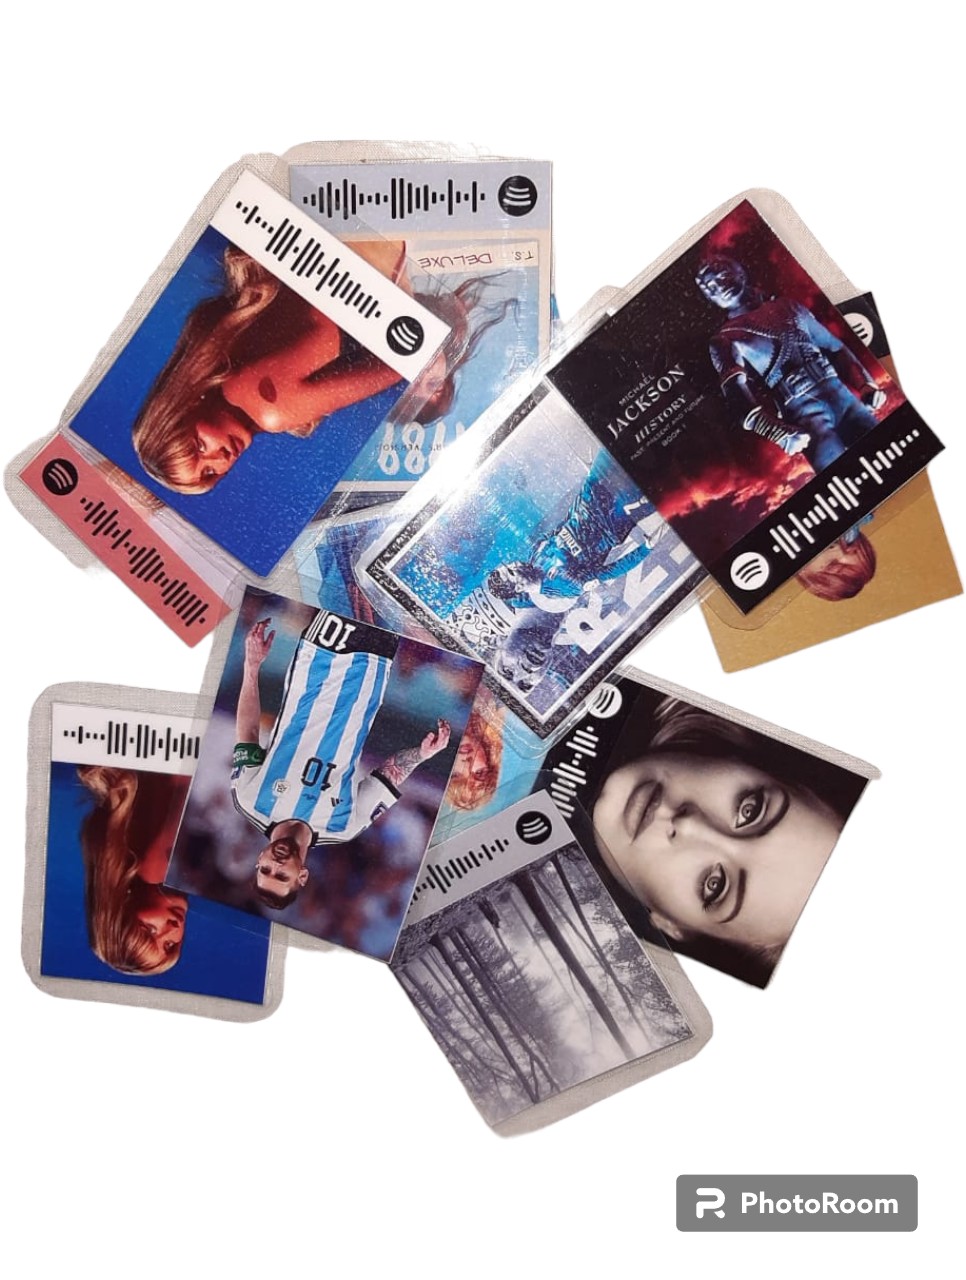 T.S. DELUXE
MICHAEL
JACKSON
HISTORY
PAST, PRESENT AND FUTURE
BOOK I
10
10
PhotoRoom